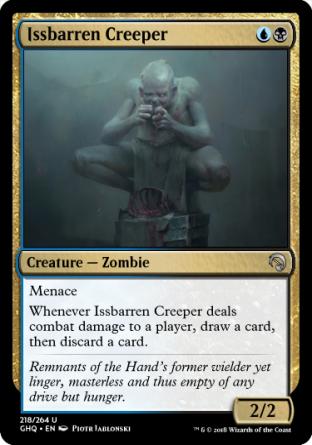 Issbarren Creeper
Creature — Zombie
Menace
Whenever Issbarren Creeper deals
combat damage to a player, draw a card,
then discard a card.
Remnants of the Hand's former wielder yet
linger, masterless and thus empty of any
drive but hunger.
2/2
218/264 U
GHQ • EN Piotr Jabłonski
™ & © 2018 Wizards of the Coast